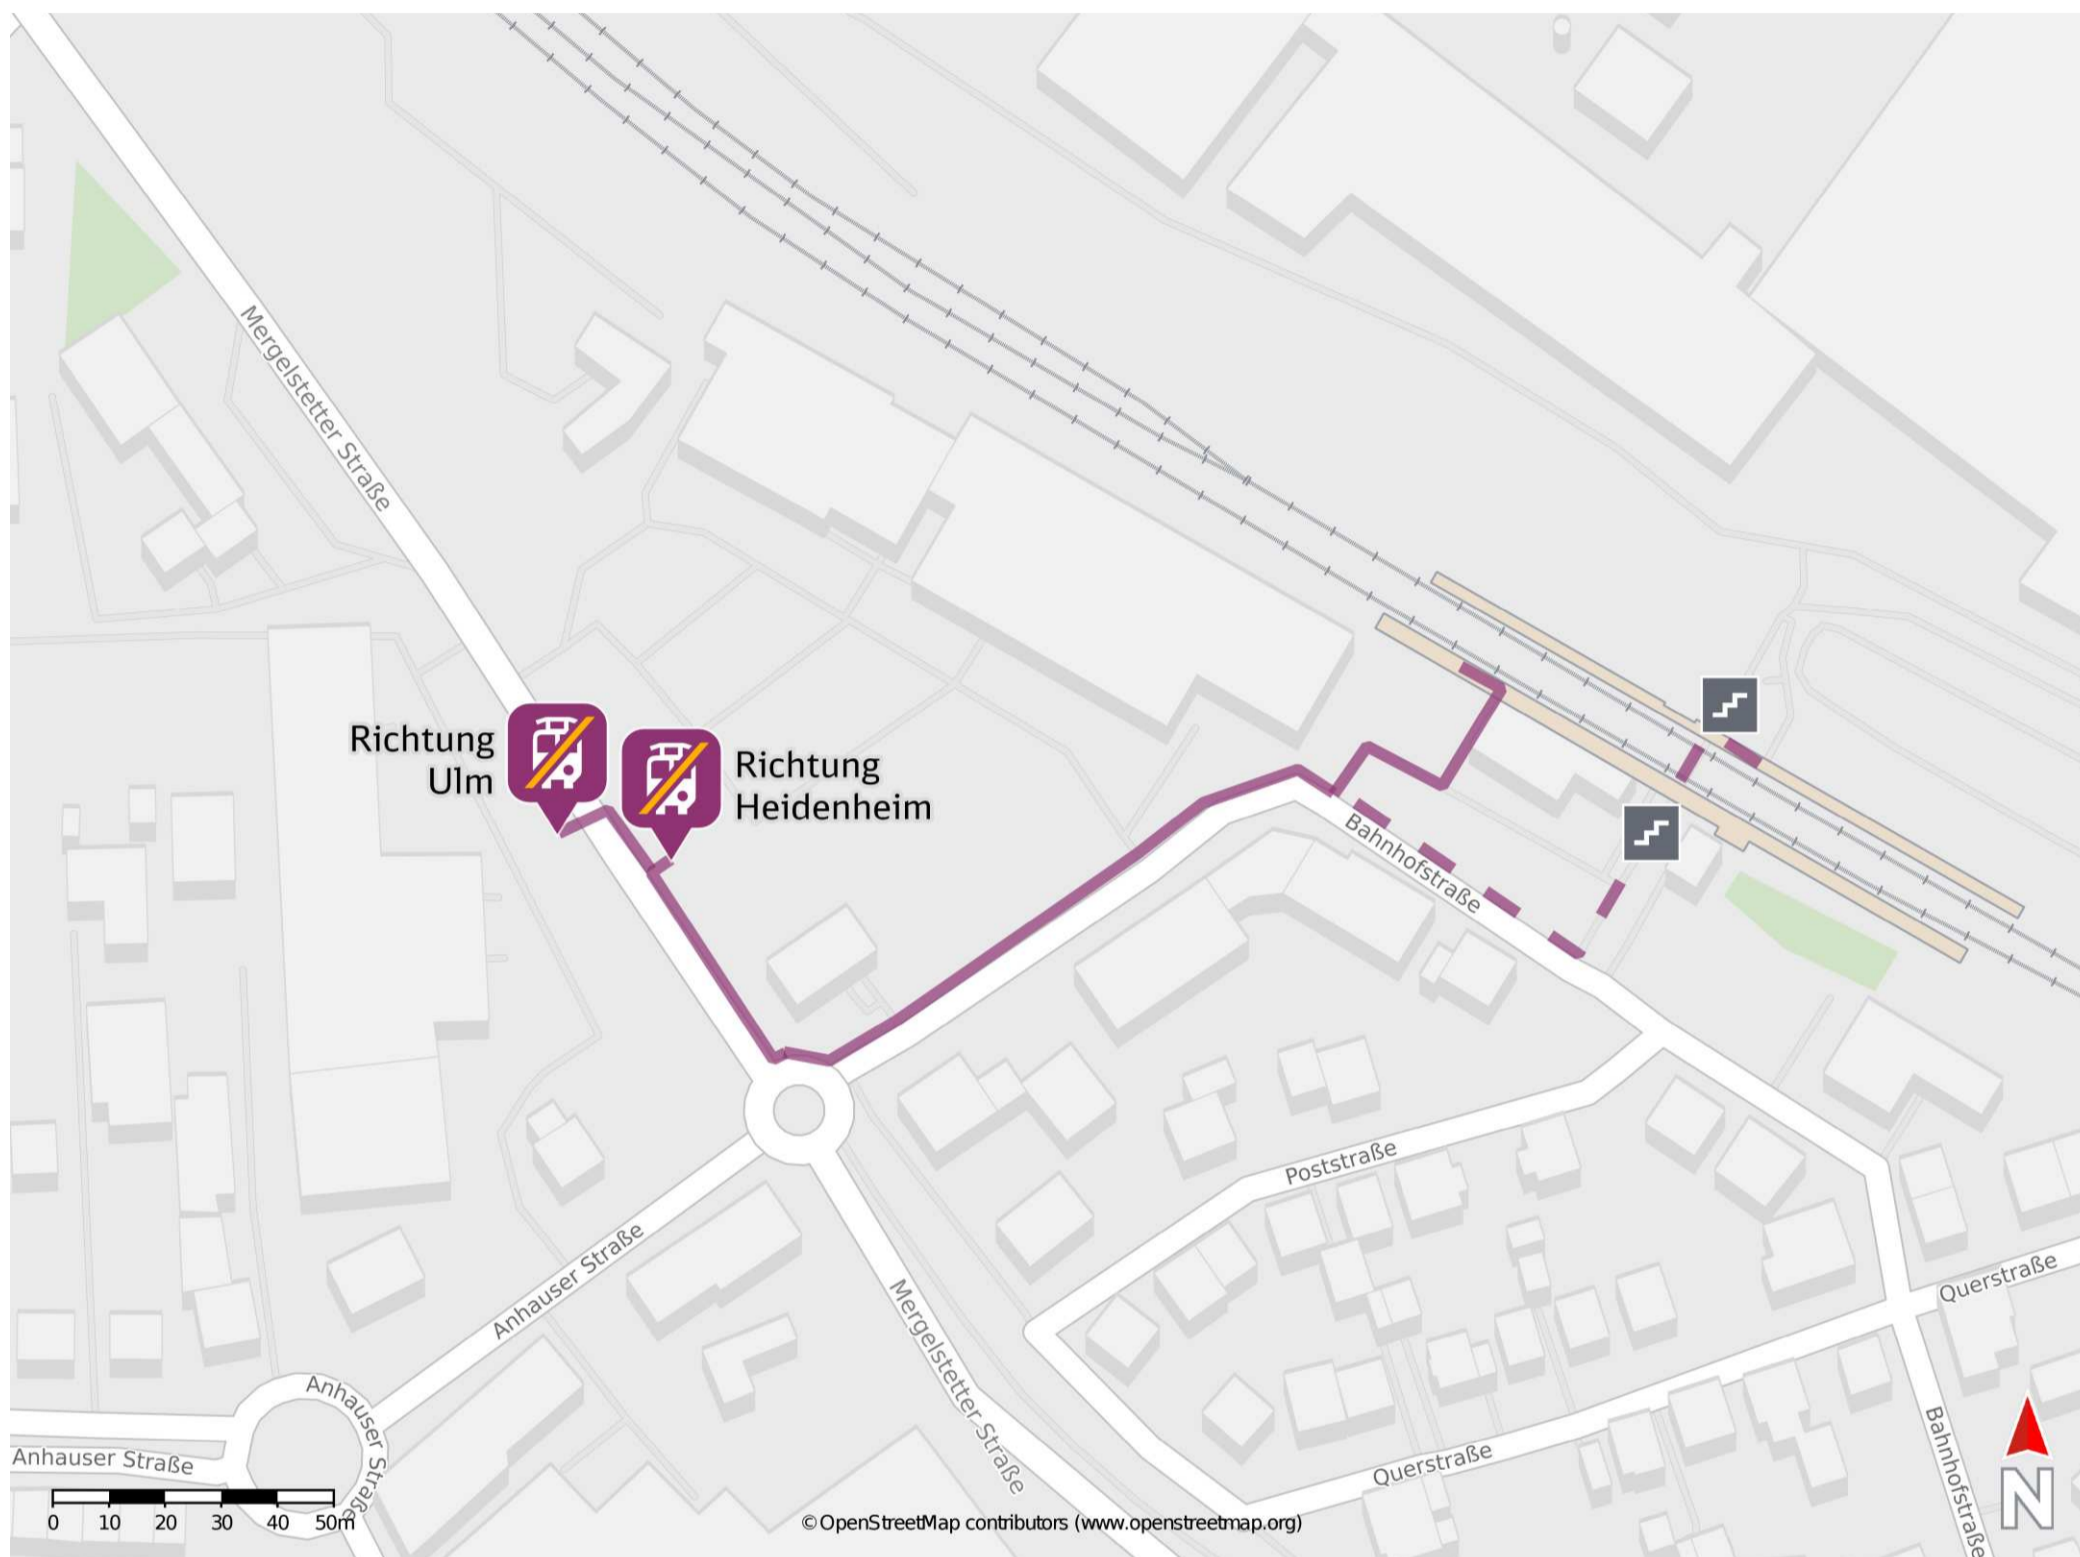 Mergelstetter Straße
Richtung
Ulm
Richtung
Heidenheim
Bahnhofstraße
Poststraße
Anhauser Straße
Mergelstetter Straße
Querstraße
Anhauser Straße
Anhauser Straße
Querstraße
Bahnhofstraße
N
0 10 20 30 40 50m
©OpenStreetMap contributors (www.openstreetmap.org)